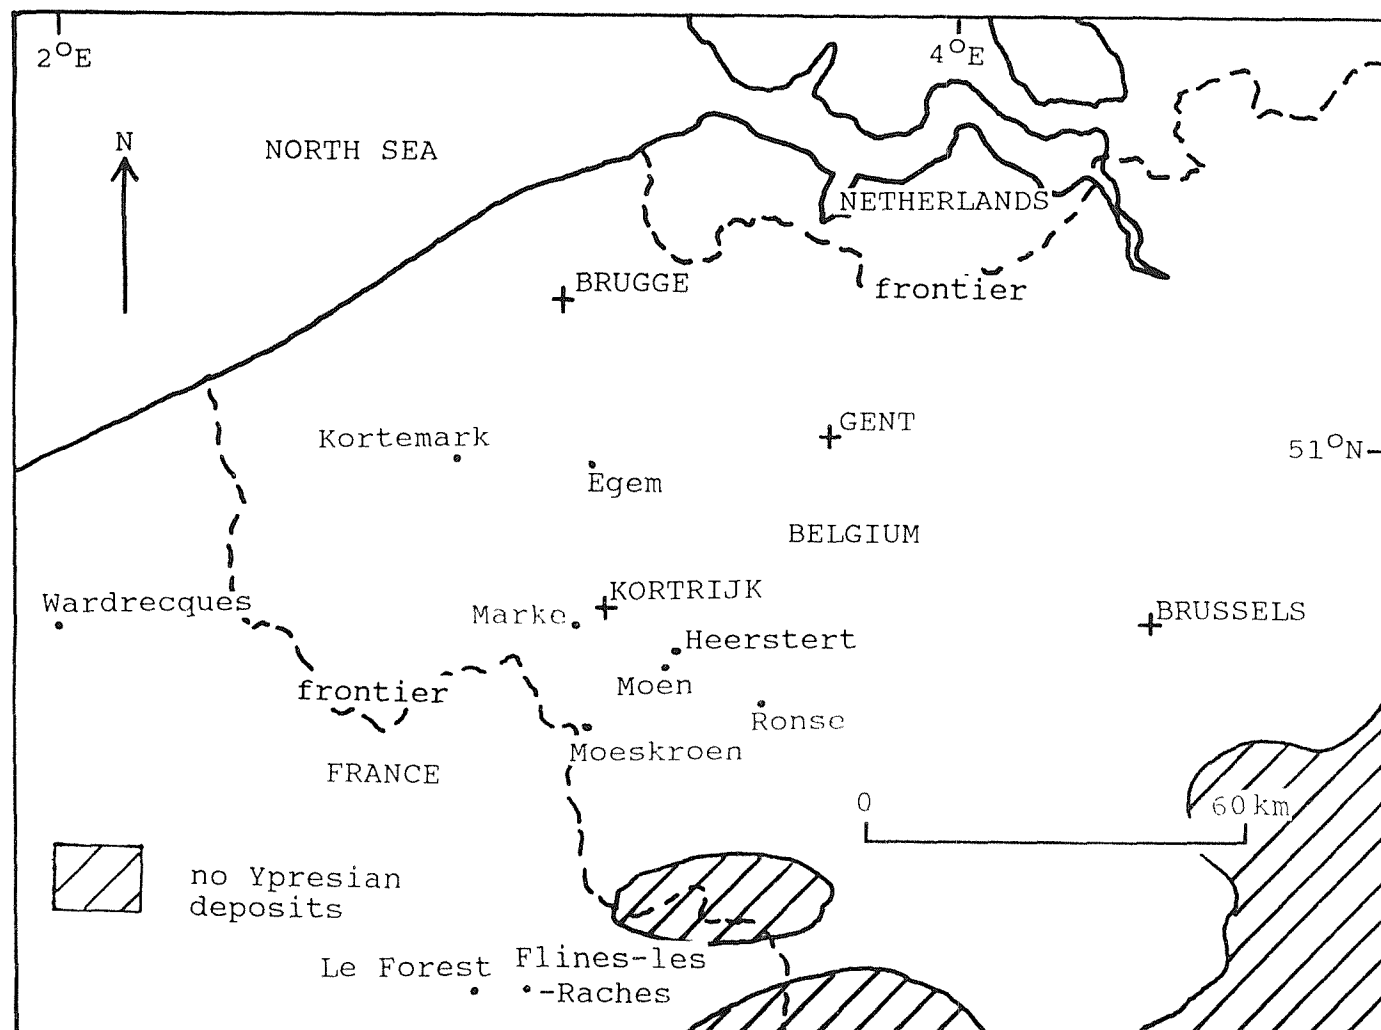 2°E
4°E
N
NORTH SEA
NETHERLANDS
BRUGGE
frontier
GENT
Kortemark
51°N
Egem
BELGIUM
KORTRIJK
Wardrecques
Marke
BRUSSELS
Heerstert
Moen
frontier
Ronse
Moeskroen
FRANCE
0
60 km
no Ypresian
deposits
Flines-les
Le Forest
-Raches